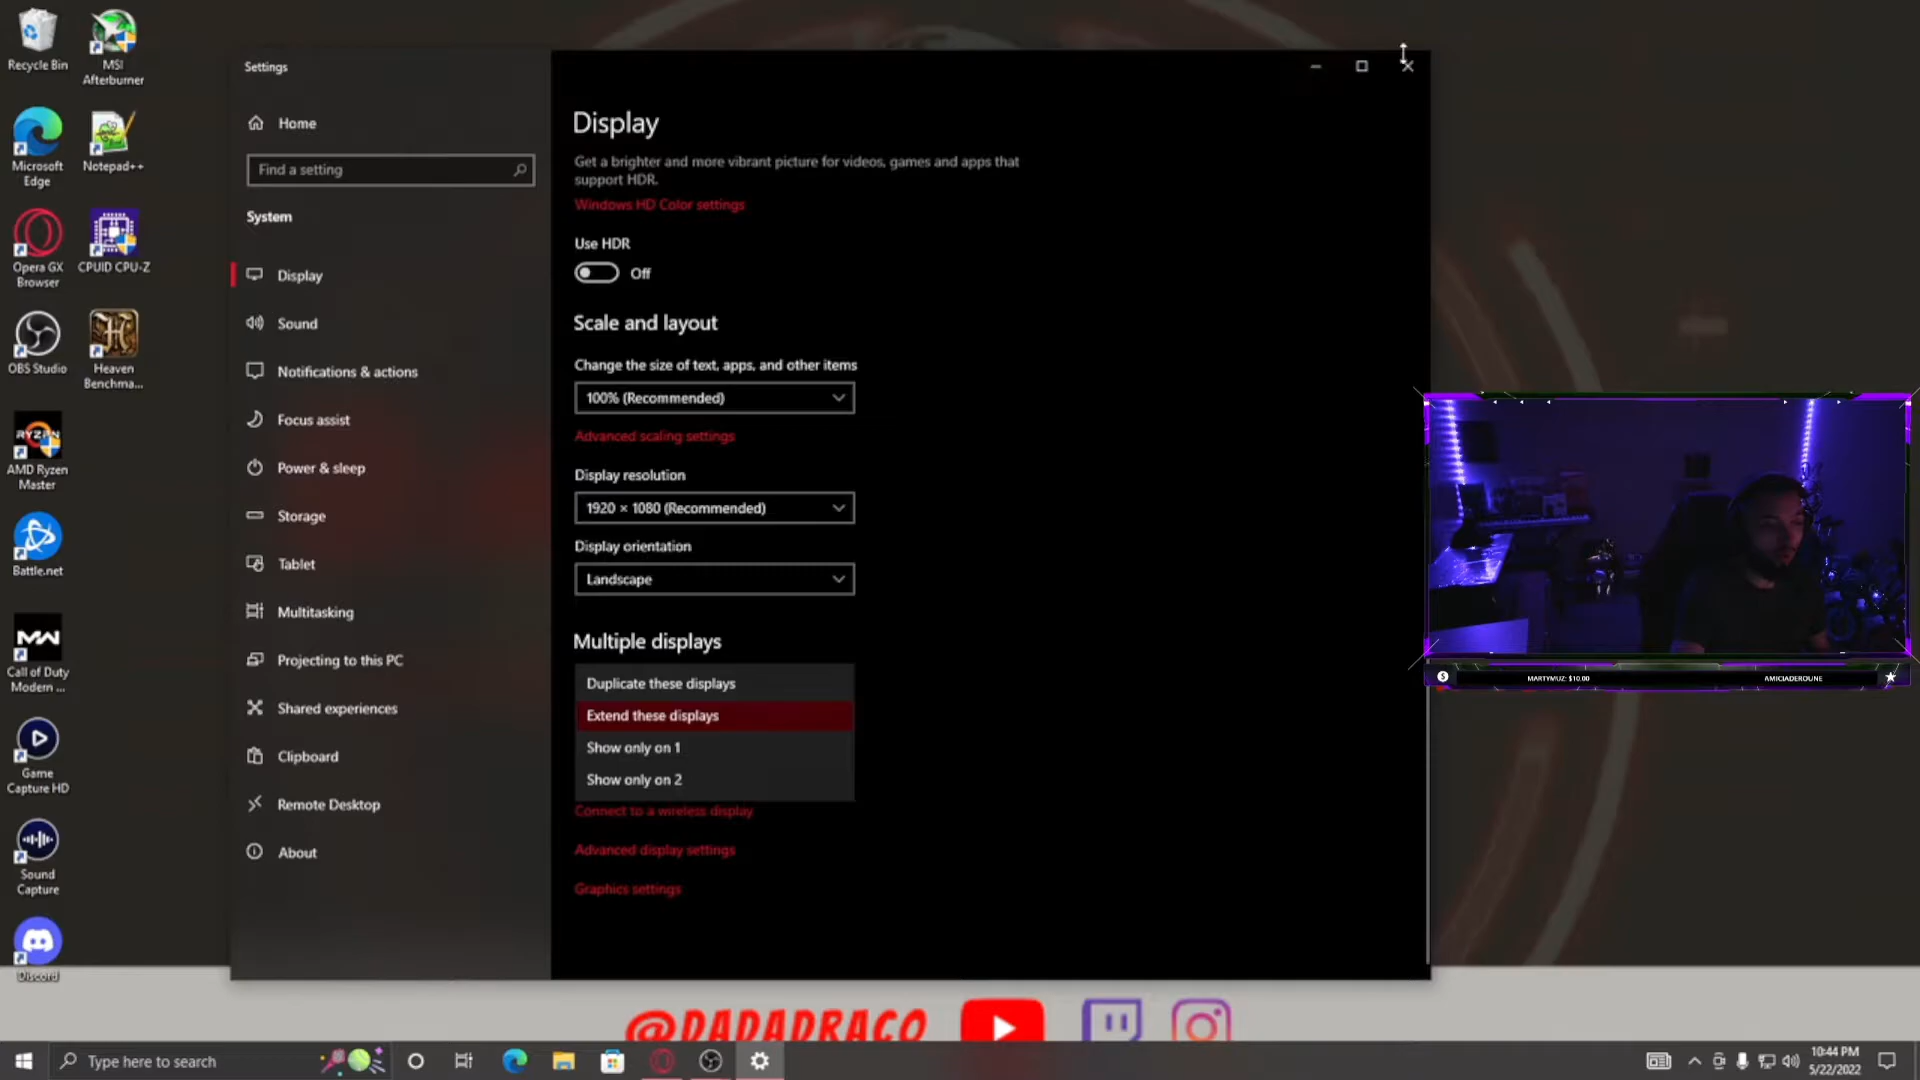 Recycle Bin
MSI
Afterburner
Microsoft
Edge
Notepad++
Opera GX
Browser
CPUID CPU-Z
OBS Studio
Heaven
Benchma...
RYZEN
AMD Ryzen
Master
Battle.net
MW
Call of Duty
Modern ...
Game
Capture HD
Sound
Capture
Discord
Settings
Home
Find a setting
System
Display
Sound
Notifications & actions
Focus assist
Power & sleep
Storage
Tablet
Multitasking
Projecting to this PC
Shared experiences
Clipboard
Remote Desktop
About
Display
Get a brighter and more vibrant picture for videos, games and apps that
support HDR.
Windows HD Color settings
Use HDR
Off
Scale and layout
Change the size of text, apps, and other items
100% (Recommended)
Advanced scaling settings
Display resolution
1920 × 1080 (Recommended)
Display orientation
Landscape
Multiple displays
Duplicate these displays
Extend these displays
Show only on 1
Show only on 2
Connect to a wireless display
Advanced display settings
Graphics settings
MARTYMUZ: $10.00
AMICIADEROUNE
@DADADRACO
Type here to search
10:44 PM
5/22/2022